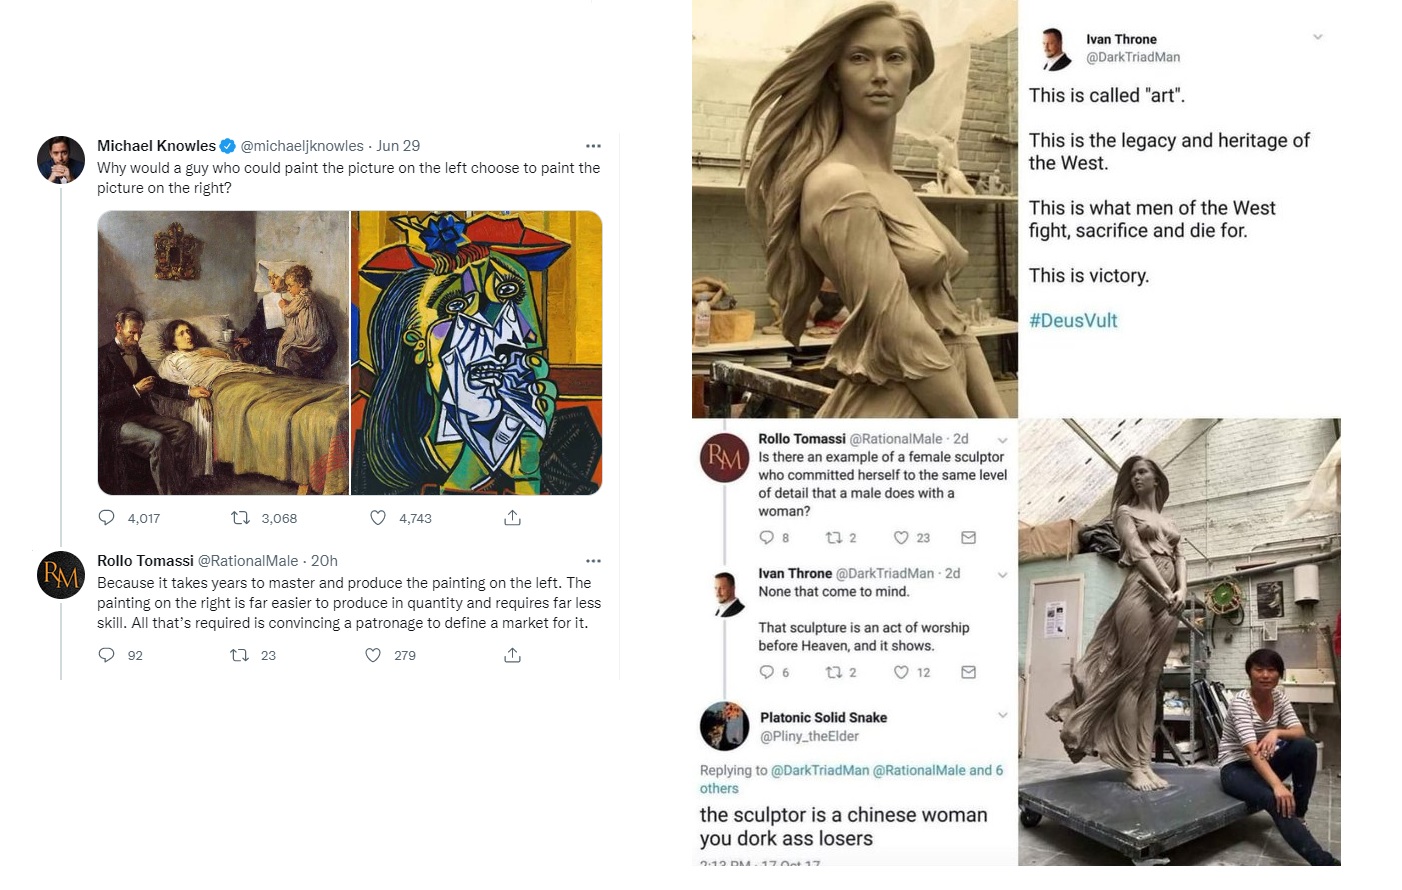 Michael Knowles @michaeljknowles · Jun 29
Why would a guy who could paint the picture on the left choose to paint the
picture on the right?
4,017 3,068 4,743
RM
Rollo Tomassi @RationalMale · 20h
Because it takes years to master and produce the painting on the left. The
painting on the right is far easier to produce in quantity and requires far less
skill. All that's required is convincing a patronage to define a market for it.
92 23 279
Ivan Throne
@DarkTriadMan
This is called "art".
This is the legacy and heritage of
the West.
This is what men of the West
fight, sacrifice and die for.
This is victory.
#DeusVult
RM
Rollo Tomassi @RationalMale · 2d
Is there an example of a female sculptor
who committed herself to the same level
of detail that a male does with a
woman?
8 2 23
Ivan Throne @DarkTriadMan · 2d
None that come to mind.
That sculpture is an act of worship
before Heaven, and it shows.
6 2 12
Platonic Solid Snake
@Pliny_theElder
Replying to @DarkTriadMan @RationalMale and 6
others
the sculptor is a chinese woman
you dork ass losers
2:13 PM · 17 Oct 17